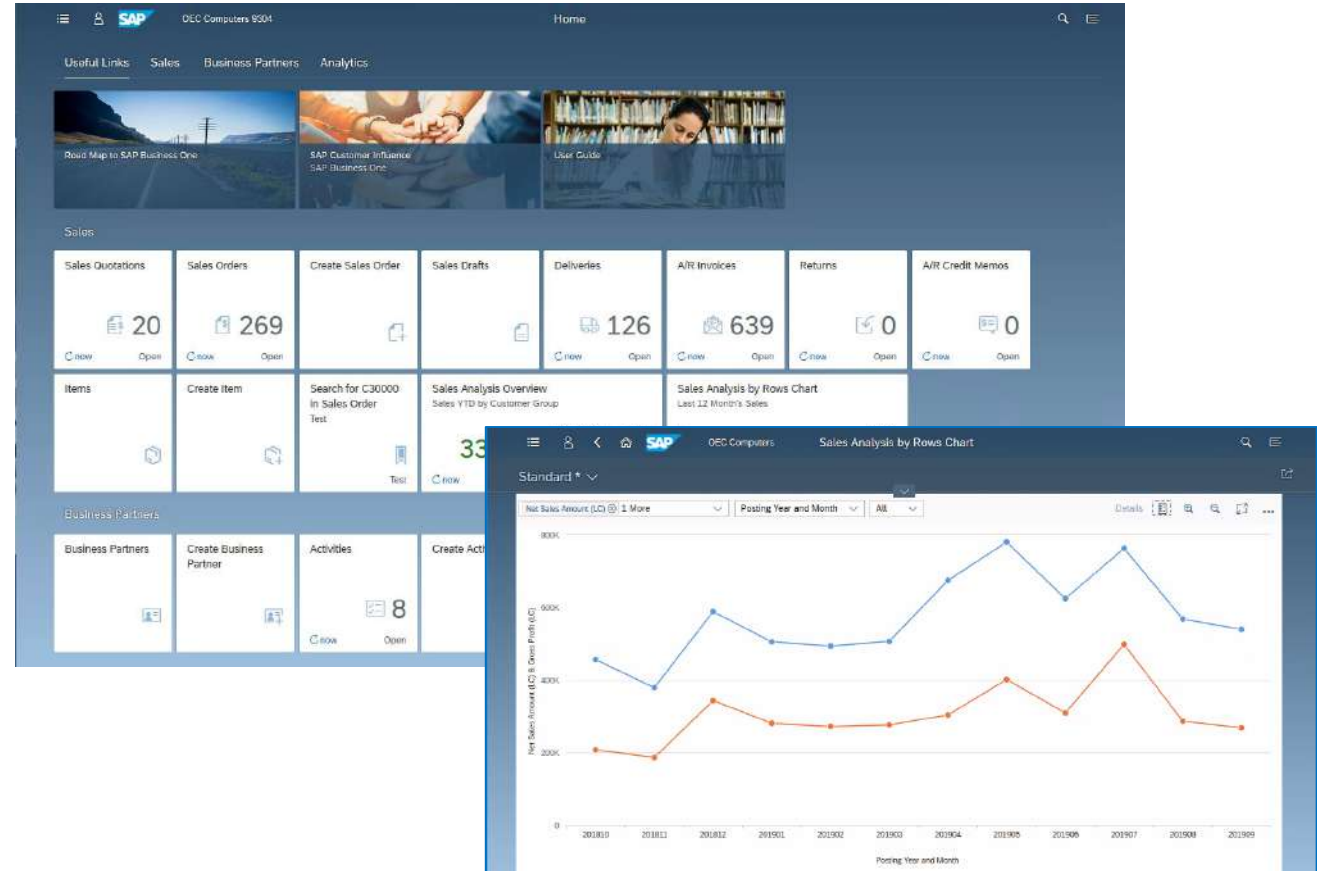 SAP OEC Computers 9304 Home
Useful Links Sales Business Partners Analytics
Road Map to SAP Business One
SAP Customer Influence
SAP Business One
User Guide
Sales
Sales Quotations
20
now Open
Sales Orders
269
now Open
Create Sales Order
Sales Drafts
Deliveries
126
now Open
A/R Invoices
639
now Open
Returns
0
now Open
A/R Credit Memos
0
now Open
Items
Create Item
Search for C30000
in Sales Order
Test
Test
Sales Analysis Overview
Sales YTD by Customer Group
33
now
Sales Analysis by Rows Chart
Last 12 Month's Sales
Business Partners
Business Partners
Create Business
Partner
Activities
8
now Open
Create Acti
SAP OEC Computers Sales Analysis by Rows Chart
Standard *
Net Sales Amount (LC) 1 More Posting Year and Month All Details
Net Sales Amount (LC) & Gross Profit (LC)
800K
600K
400K
200K
0
201810 201811 201812 201901 201902 201903 201904 201905 201906 201907 201908 201909
Posting Year and Month